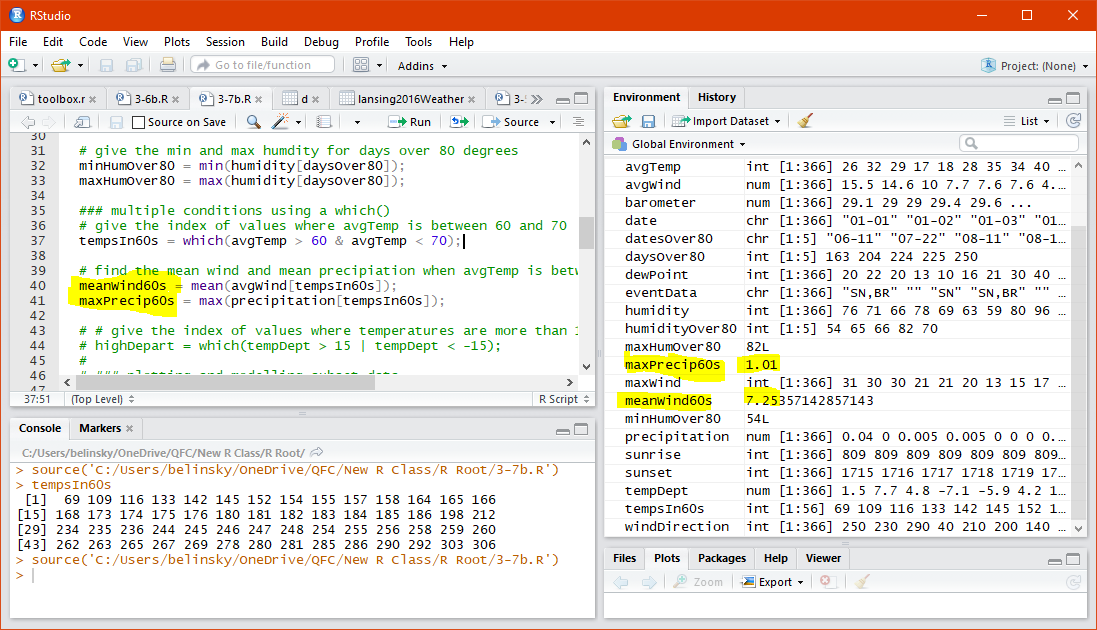 RStudio
File Edit Code View Plots Session Build Debug Profile Tools Help
Go to file/function Addins Project: (None)
toolbox.r 3-6b.R 3-7b.R d lansing2016Weather 3-
Source on Save Run Source
30
31 # give the min and max humdity for days over 80 degrees
32 minHumOver80 = min(humidity[daysOver80]);
33 maxHumOver80 = max(humidity[daysOver80]);
34
35 ### multiple conditions using a which()
36 # give the index of values where avgTemp is between 60 and 70
37 tempsIn60s = which(avgTemp > 60 & avgTemp < 70);
38
39 # find the mean wind and mean precipiation when avgTemp is betw
40 meanWind60s = mean(avgWind[tempsIn60s]);
41 maxPrecip60s = max(precipitation[tempsIn60s]);
42
43 # # give the index of values where temperatures are more than 1
44 # highDepart = which(tempDept > 15 | tempDept < -15);
45 #
46 # ### plotting and modelling subset data
47
37:51 (Top Level) R Script
Console Markers
C:/Users/belinsky/OneDrive/QFC/New R Class/R Root/
> source('C:/Users/belinsky/OneDrive/QFC/New R Class/R Root/3-7b.R')
> tempsIn60s
[1] 69 109 116 133 142 145 152 154 155 157 158 164 165 166
[15] 168 173 174 175 176 180 181 182 183 184 185 186 198 212
[29] 234 235 236 244 245 246 247 248 254 255 256 258 259 260
[43] 262 263 265 267 269 278 280 281 285 286 290 292 303 306
> source('C:/Users/belinsky/OneDrive/QFC/New R Class/R Root/3-7b.R')
>
Environment History
Import Dataset List
Global Environment
avgTemp int [1:366] 26 32 29 17 18 28 35 34 40 …
avgWind num [1:366] 15.5 14.6 10 7.7 7.6 7.6 4.…
barometer num [1:366] 29.1 29 29 29.4 29.6 ...
date chr [1:366] "01-01" "01-02" "01-03" "01…
datesOver80 chr [1:5] "06-11" "07-22" "08-11" "08-1…
daysOver80 int [1:5] 163 204 224 225 250
dewPoint int [1:366] 20 22 20 13 10 16 21 30 40 …
eventData chr [1:366] "SN,BR" "" "SN" "SN,BR" "" …
humidity int [1:366] 76 71 66 78 69 63 59 80 96 …
humidityOver80 int [1:5] 54 65 66 82 70
maxHumOver80 82L
maxPrecip60s 1.01
maxWind int [1:366] 31 30 30 21 21 20 13 15 17 …
meanWind60s 7.25357142857143
minHumOver80 54L
precipitation num [1:366] 0.04 0 0.005 0.005 0 0 0 0.…
sunrise int [1:366] 809 809 809 809 809 809 809…
sunset int [1:366] 1715 1716 1717 1718 1719 17…
tempDept num [1:366] 1.5 7.7 4.8 -7.1 -5.9 4.2 1…
tempsIn60s int [1:56] 69 109 116 133 142 145 152 1…
windDirection int [1:366] 250 230 290 40 210 200 140 …
Files Plots Packages Help Viewer
Zoom Export